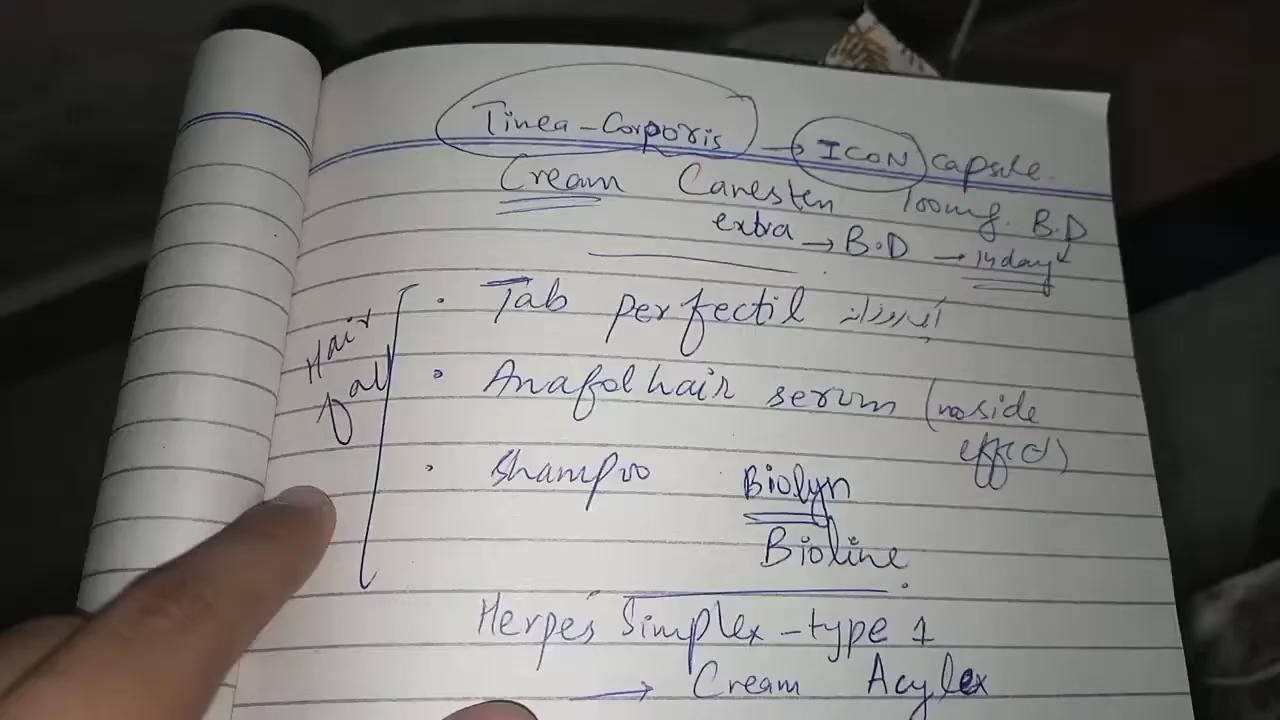 Tinea-Corporis → ICON capsule.
Cream Canesten 100mg. B.D
extra → B.D → 14 days
Hair fall
• Tab perfectil
• Anafol hair serum (no side effect)
• shampoo Biolyn
Bioline
Herpes Simplex-type 1
→ Cream Acylex